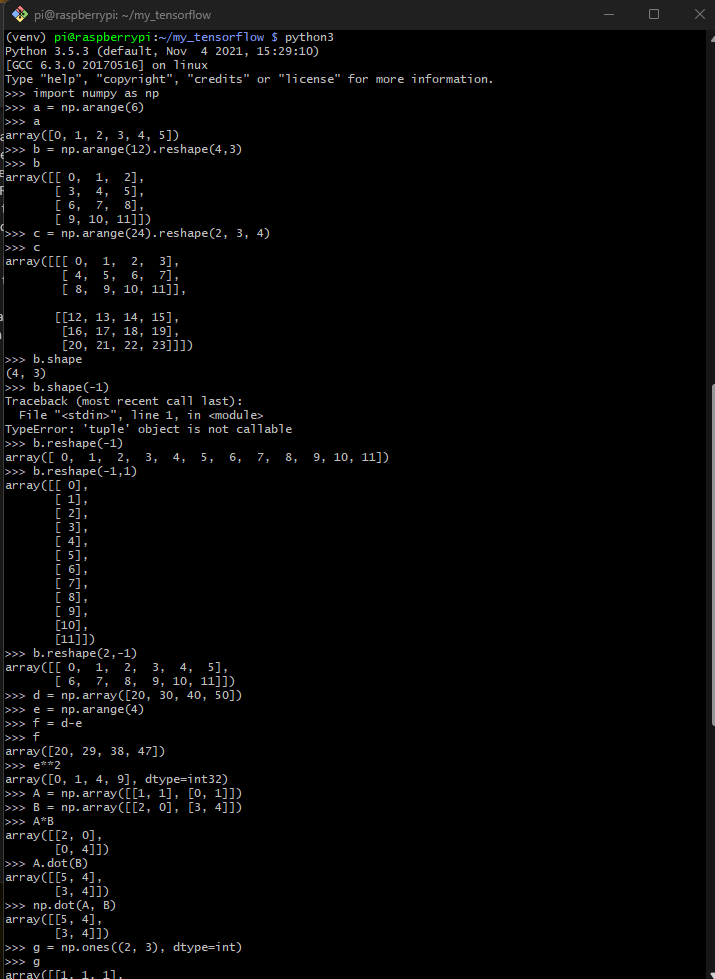 pi@raspberrypi: ~/my_tensorflow
(venv) pi@raspberrypi:~/my_tensorflow $ python3
Python 3.5.3 (default, Nov  4 2021, 15:29:10)
[GCC 6.3.0 20170516] on linux
Type "help", "copyright", "credits" or "license" for more information.
>>> import numpy as np
>>> a = np.arange(6)
>>> a
array([0, 1, 2, 3, 4, 5])
>>> b = np.arange(12).reshape(4,3)
>>> b
array([[ 0,  1,  2],
       [ 3,  4,  5],
       [ 6,  7,  8],
       [ 9, 10, 11]])
>>> c = np.arange(24).reshape(2, 3, 4)
>>> c
array([[[ 0,  1,  2,  3],
        [ 4,  5,  6,  7],
        [ 8,  9, 10, 11]],
       [[12, 13, 14, 15],
        [16, 17, 18, 19],
        [20, 21, 22, 23]]])
>>> b.shape
(4, 3)
>>> b.shape(-1)
Traceback (most recent call last):
  File "<stdin>", line 1, in <module>
TypeError: 'tuple' object is not callable
>>> b.reshape(-1)
array([ 0,  1,  2,  3,  4,  5,  6,  7,  8,  9, 10, 11])
>>> b.reshape(-1,1)
array([[ 0],
       [ 1],
       [ 2],
       [ 3],
       [ 4],
       [ 5],
       [ 6],
       [ 7],
       [ 8],
       [ 9],
       [10],
       [11]])
>>> b.reshape(2,-1)
array([[ 0,  1,  2,  3,  4,  5],
       [ 6,  7,  8,  9, 10, 11]])
>>> d = np.array([20, 30, 40, 50])
>>> e = np.arange(4)
>>> f = d-e
>>> f
array([20, 29, 38, 47])
>>> e**2
array([0, 1, 4, 9], dtype=int32)
>>> A = np.array([[1, 1], [0, 1]])
>>> B = np.array([[2, 0], [3, 4]])
>>> A*B
array([[2, 0],
       [0, 4]])
>>> A.dot(B)
array([[5, 4],
       [3, 4]])
>>> np.dot(A, B)
array([[5, 4],
       [3, 4]])
>>> g = np.ones((2, 3), dtype=int)
>>> g
array([[1, 1, 1],